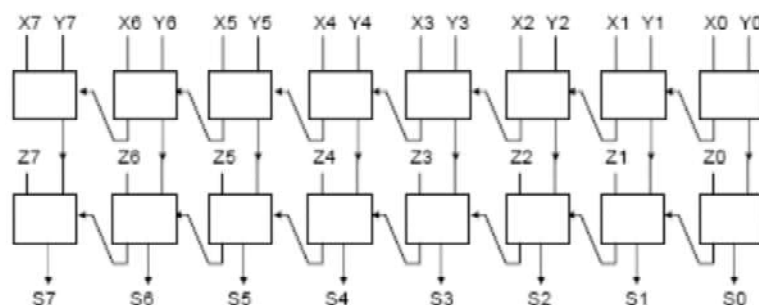 X7 Y7 X6 Y6 X5 Y5 X4 Y4 X3 Y3 X2 Y2 X1 Y1 X0 Y0
Z7 Z6 Z5 Z4 Z3 Z2 Z1 Z0
S7 S6 S5 S4 S3 S2 S1 S0